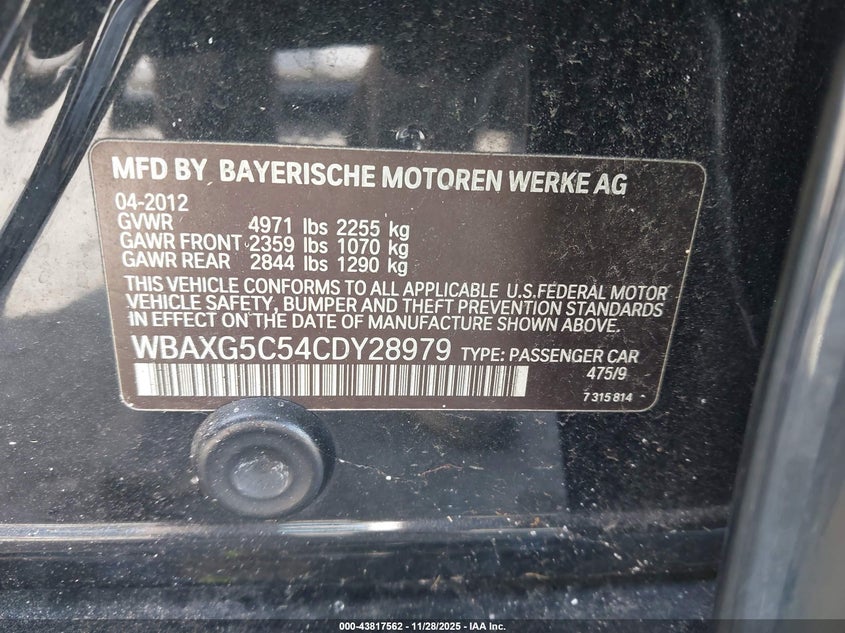 MFD BY BAYERISCHE MOTOREN WERKE AG
04-2012
GVWR 4971 lbs 2255 kg
GAWR FRONT 2359 lbs 1070 kg
GAWR REAR 2844 lbs 1290 kg
THIS VEHICLE CONFORMS TO ALL APPLICABLE U.S.FEDERAL MOTOR
VEHICLE SAFETY, BUMPER AND THEFT PREVENTION STANDARDS
IN EFFECT ON THE DATE OF MANUFACTURE SHOWN ABOVE.
WBAXG5C54CDY28979 TYPE: PASSENGER CAR
475/9
7 315 814
000-43817562 | 11/28/2025 - IAA Inc.